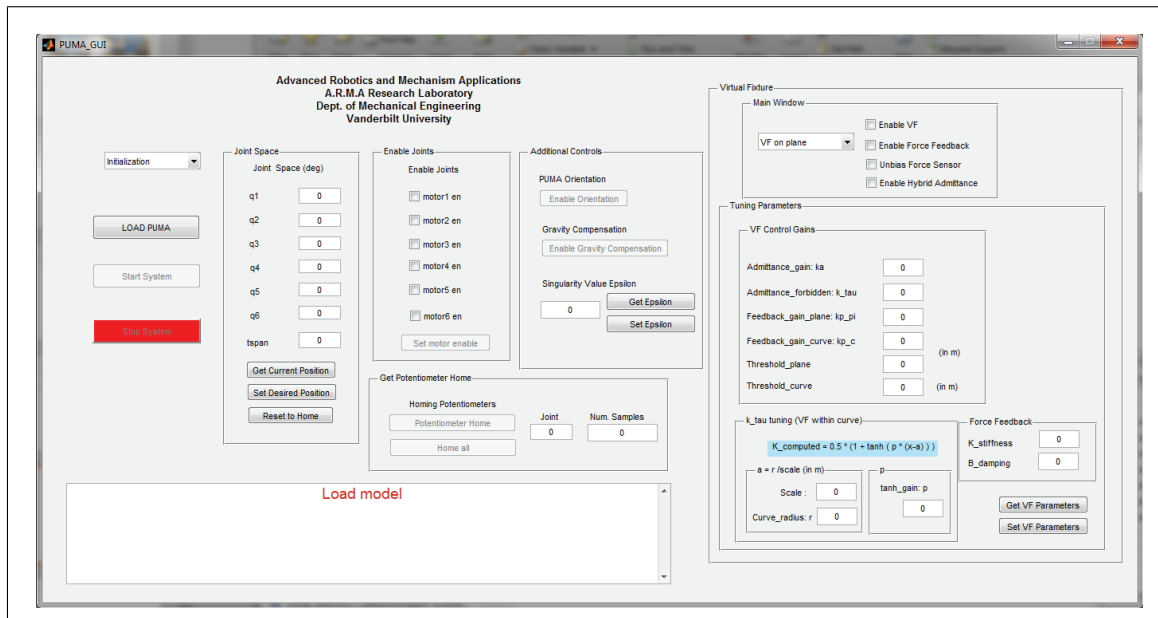 PUMA_GUI
Advanced Robotics and Mechanism Applications
A.R.M.A Research Laboratory
Dept. of Mechanical Engineering
Vanderbilt University
Initialization
LOAD PUMA
Start System
Stop System
Joint Space
Joint Space (deg)
q1 0
q2 0
q3 0
q4 0
q5 0
q6 0
tspan 0
Get Current Position
Set Desired Position
Reset to Home
Enable Joints
Enable Joints
motor1 en
motor2 en
motor3 en
motor4 en
motor5 en
motor6 en
Set motor enable
Additional Controls
PUMA Orientation
Enable Orientation
Gravity Compensation
Enable Gravity Compensation
Singularity Value Epsilon
0
Get Epsilon
Set Epsilon
Get Potentiometer Home
Homing Potentiometers
Potentiometer Home
Home all
Joint
0
Num. Samples
0
Load model
Virtual Fixture
Main Window
VF on plane
Enable VF
Enable Force Feedback
Unbias Force Sensor
Enable Hybrid Admittance
Tuning Parameters
VF Control Gains
Admittance_gain: ka 0
Admittance_forbidden: k_tau 0
Feedback_gain_plane: kp_pi 0
Feedback_gain_curve: kp_c 0
(in m)
Threshold_plane 0
Threshold_curve 0 (in m)
k_tau tuning (VF within curve)
K_computed = 0.5 * (1 + tanh ( p * (x-a) ) )
a = r /scale (in m)
Scale : 0
Curve_radius: r 0
p
tanh_gain: p
0
Force Feedback
K_stiffness 0
B_damping 0
Get VF Parameters
Set VF Parameters